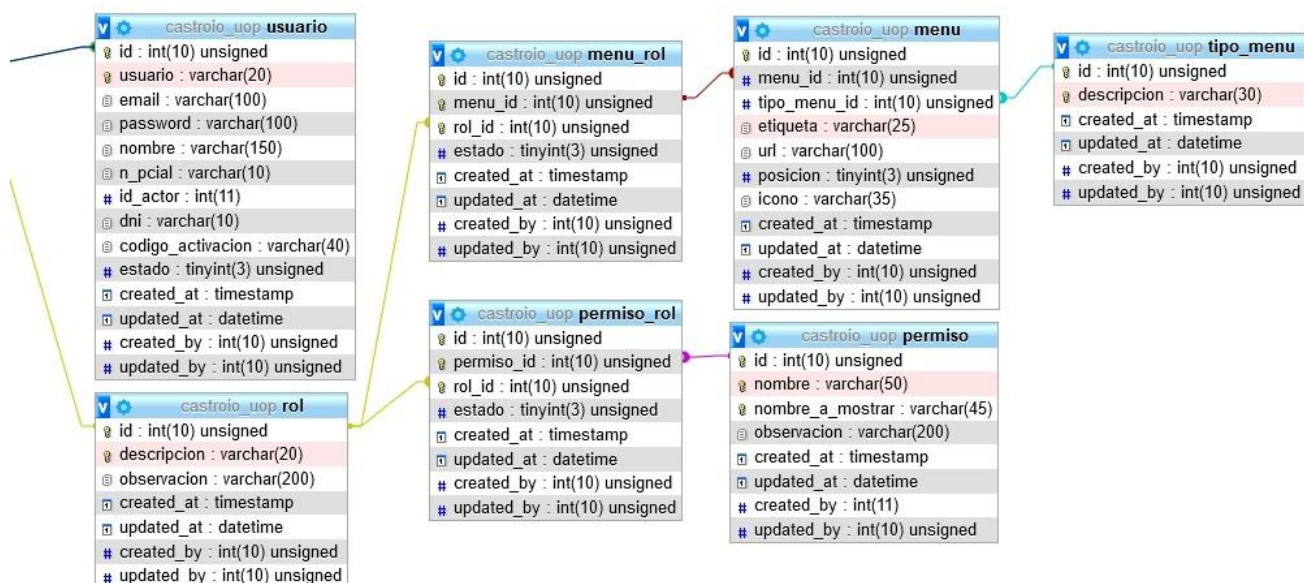 castroio_uop usuario
id : int(10) unsigned
usuario : varchar(20)
email : varchar(100)
password : varchar(100)
nombre : varchar(150)
n_pcial : varchar(10)
id_actor : int(11)
dni : varchar(10)
codigo_activacion : varchar(40)
estado : tinyint(3) unsigned
created_at : timestamp
updated_at : datetime
created_by : int(10) unsigned
updated_by : int(10) unsigned
castroio_uop rol
id : int(10) unsigned
descripcion : varchar(20)
observacion : varchar(200)
created_at : timestamp
updated_at : datetime
created_by : int(10) unsigned
updated_by : int(10) unsigned
castroio_uop menu_rol
id : int(10) unsigned
menu_id : int(10) unsigned
rol_id : int(10) unsigned
estado : tinyint(3) unsigned
created_at : timestamp
updated_at : datetime
created_by : int(10) unsigned
updated_by : int(10) unsigned
castroio_uop permiso_rol
id : int(10) unsigned
permiso_id : int(10) unsigned
rol_id : int(10) unsigned
estado : tinyint(3) unsigned
created_at : timestamp
updated_at : datetime
created_by : int(10) unsigned
updated_by : int(10) unsigned
castroio_uop menu
id : int(10) unsigned
menu_id : int(10) unsigned
tipo_menu_id : int(10) unsigned
etiqueta : varchar(25)
url : varchar(100)
posicion : tinyint(3) unsigned
icono : varchar(35)
created_at : timestamp
updated_at : datetime
created_by : int(10) unsigned
updated_by : int(10) unsigned
castroio_uop permiso
id : int(10) unsigned
nombre : varchar(50)
nombre_a_mostrar : varchar(45)
observacion : varchar(200)
created_at : timestamp
updated_at : datetime
created_by : int(11)
updated_by : int(10) unsigned
castroio_uop tipo_menu
id : int(10) unsigned
descripcion : varchar(30)
created_at : timestamp
updated_at : datetime
created_by : int(10) unsigned
updated_by : int(10) unsigned